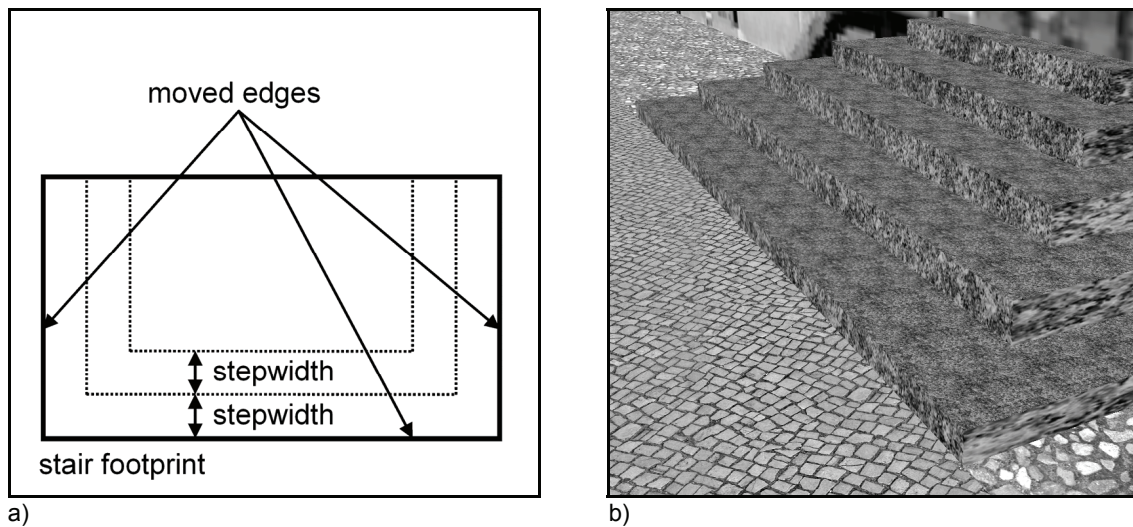 moved edges
stepwidth
stepwidth
stair footprint
a)
b)